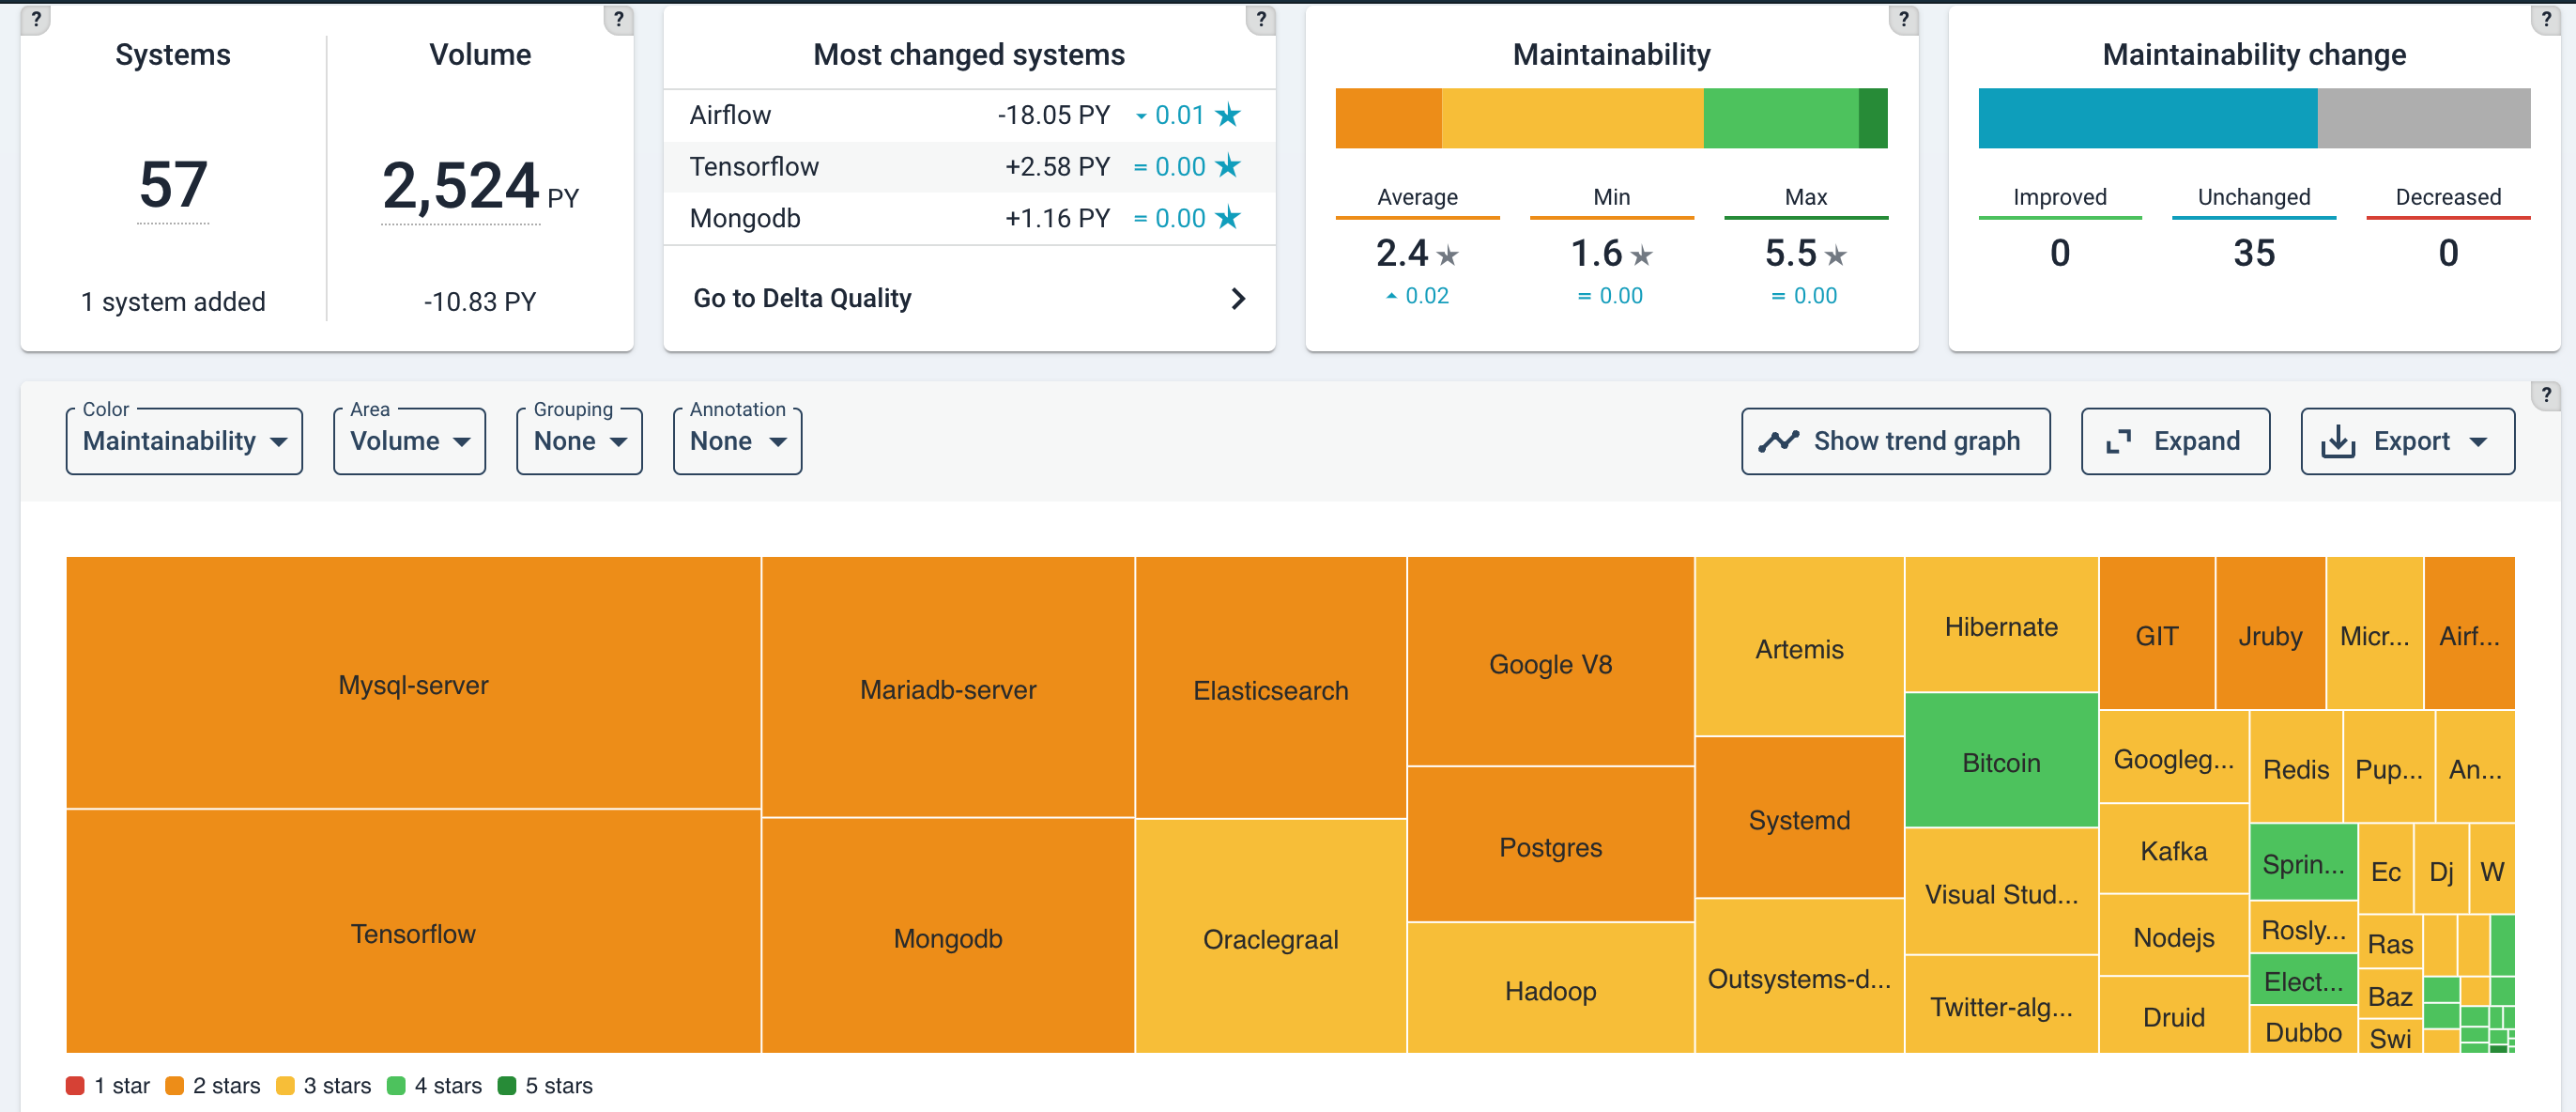 ?
?
?
?
?
Systems
57
1 system added
Volume
2,524 PY
-10.83 PY
Most changed systems
Airflow -18.05 PY 0.01
Tensorflow +2.58 PY = 0.00
Mongodb +1.16 PY = 0.00
Go to Delta Quality
Maintainability
Average Min Max
2.4 1.6 5.5
0.02 = 0.00 = 0.00
Maintainability change
Improved Unchanged Decreased
0 35 0
?
Color
Maintainability
Area
Volume
Grouping
None
Annotation
None
Show trend graph
Expand
Export
Mysql-server
Tensorflow
Mariadb-server
Mongodb
Elasticsearch
Oraclegraal
Google V8
Postgres
Hadoop
Artemis
Systemd
Outsystems-d...
Hibernate
Bitcoin
Visual Stud...
Twitter-alg...
GIT
Jruby
Micr...
Airf...
Googleg...
Kafka
Nodejs
Druid
Redis
Pup...
An...
Sprin...
Rosly...
Elect...
Dubbo
Ec
Dj
W
Ras
Baz
Swi
1 star 2 stars 3 stars 4 stars 5 stars